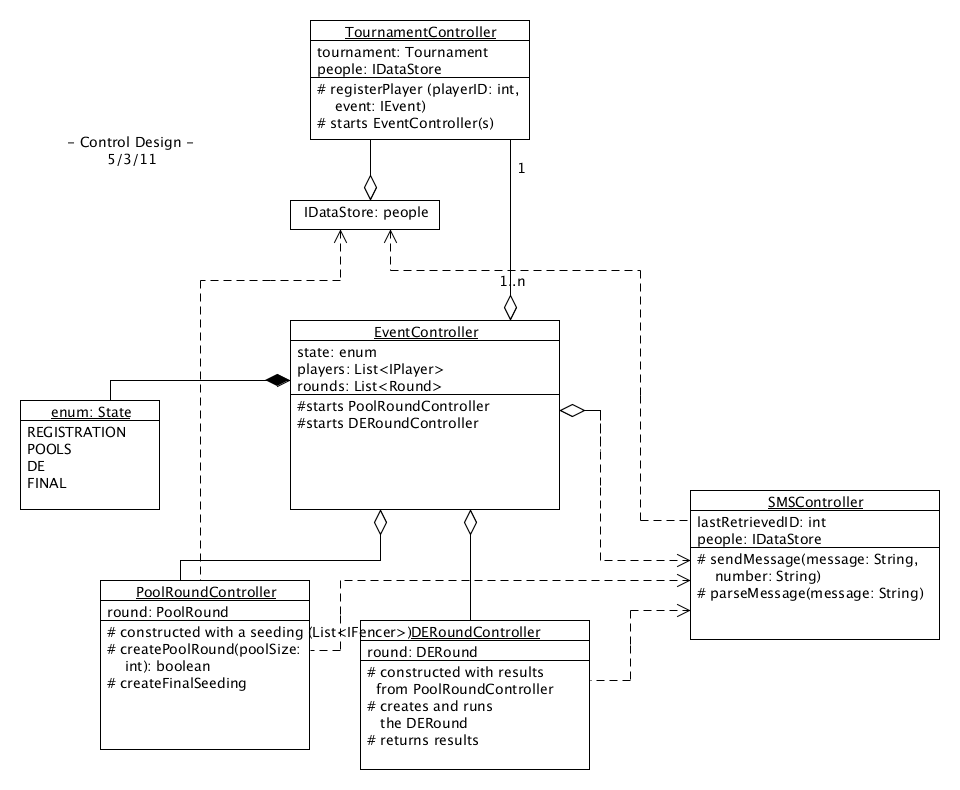 TournamentController
tournament: Tournament
people: IDataStore
# registerPlayer (playerID: int,
event: IEvent)
# starts EventController(s)
– Control Design –
5/3/11
1
IDataStore: people
1..n
EventController
state: enum
players: List<IPlayer>
rounds: List<Round>
#starts PoolRoundController
#starts DERoundController
enum: State
REGISTRATION
POOLS
DE
FINAL
SMSController
lastRetrievedID: int
people: IDataStore
# sendMessage(message: String,
number: String)
# parseMessage(message: String)
PoolRoundController
round: PoolRound
# constructed with a seeding (List<IFencer>)
# createPoolRound(poolSize:
int): boolean
# createFinalSeeding
DERoundController
round: DERound
# constructed with results
from PoolRoundController
# creates and runs
the DERound
# returns results